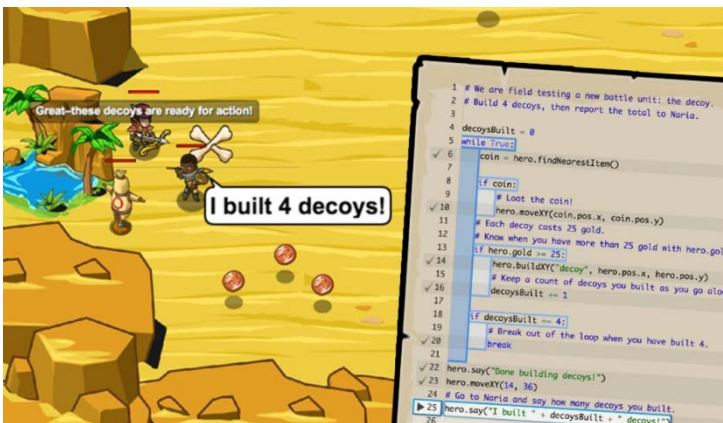 Great–these decoys are ready for action!
I built 4 decoys!
1 # We are field testing a new battle unit: the decoy.
2 # Build 4 decoys, then report the total to Naria.
3
4 decoysBuilt = 0
5 while True:
6 coin = hero.findNearestItem()
7
8 if coin:
9 # Loot the coin!
10 hero.moveXY(coin.pos.x, coin.pos.y)
11 # Each decoy costs 25 gold.
12 # Know when you have more than 25 gold with hero.gol
13 if hero.gold >= 25:
14 hero.buildXY("decoy", hero.pos.x, hero.pos.y)
15 # Keep a count of decoys you built as you go alo
16 decoysBuilt += 1
17
18 if decoysBuilt == 4:
19 # Break out of the loop when you have built 4.
20 break
21
22 hero.say("Done building decoys!")
23 hero.moveXY(14, 36)
24 # Go to Naria and say how many decoys you built.
25 hero.say("I built " + decoysBuilt + " decoys!")
26